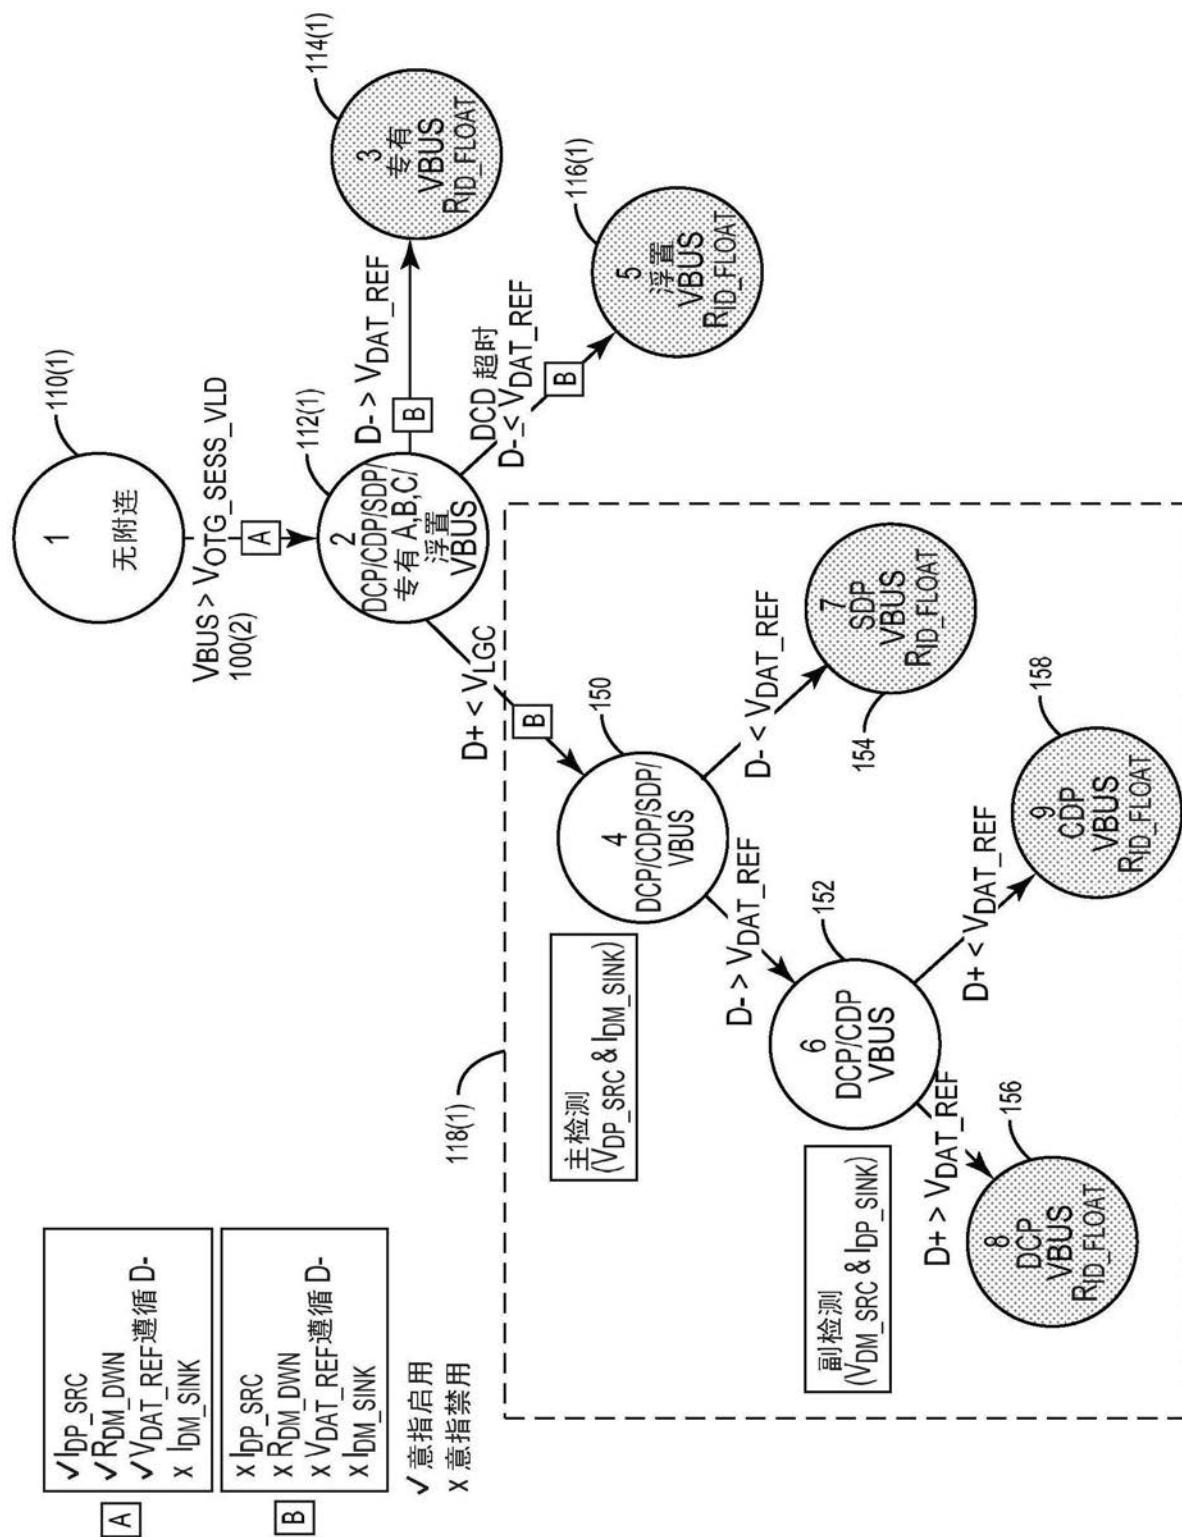 1
无附连
110(1)
VBUS > VOTG_SESS_VLD
100(2)
A
2
DCP/CDP/SDP/
专有 A,B,C/
浮置
VBUS
112(1)
D- > VDAT_REF
B
3
专有
VBUS
RID_FLOAT
114(1)
DCD 超时
D- < VDAT_REF
B
5
浮置
VBUS
RID_FLOAT
116(1)
D+ < VLGC
B
118(1)
4
DCP/CDP/SDP/
VBUS
150
主检测
(VDP_SRC & IDM_SINK)
D- < VDAT_REF
7
SDP
VBUS
RID_FLOAT
154
D- > VDAT_REF
6
DCP/CDP
VBUS
152
副检测
(VDM_SRC & IDP_SINK)
D+ < VDAT_REF
9
CDP
VBUS
RID_FLOAT
158
D+ > VDAT_REF
8
DCP
VBUS
RID_FLOAT
156
A
✓ IDP_SRC
✓ RDM_DWN
✓ VDAT_REF遵循 D-
x IDM_SINK
B
x IDP_SRC
x RDM_DWN
x VDAT_REF遵循 D-
x IDM_SINK
✓ 意指启用
x 意指禁用